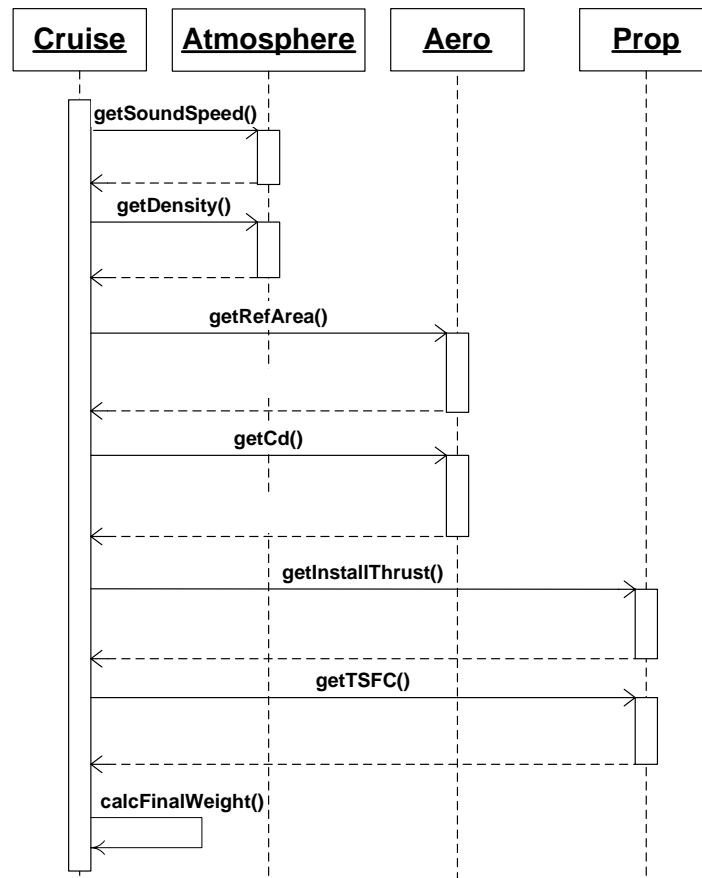 Cruise
Atmosphere
Aero
Prop
getSoundSpeed()
getDensity()
getRefArea()
getCd()
getInstallThrust()
getTSFC()
calcFinalWeight()